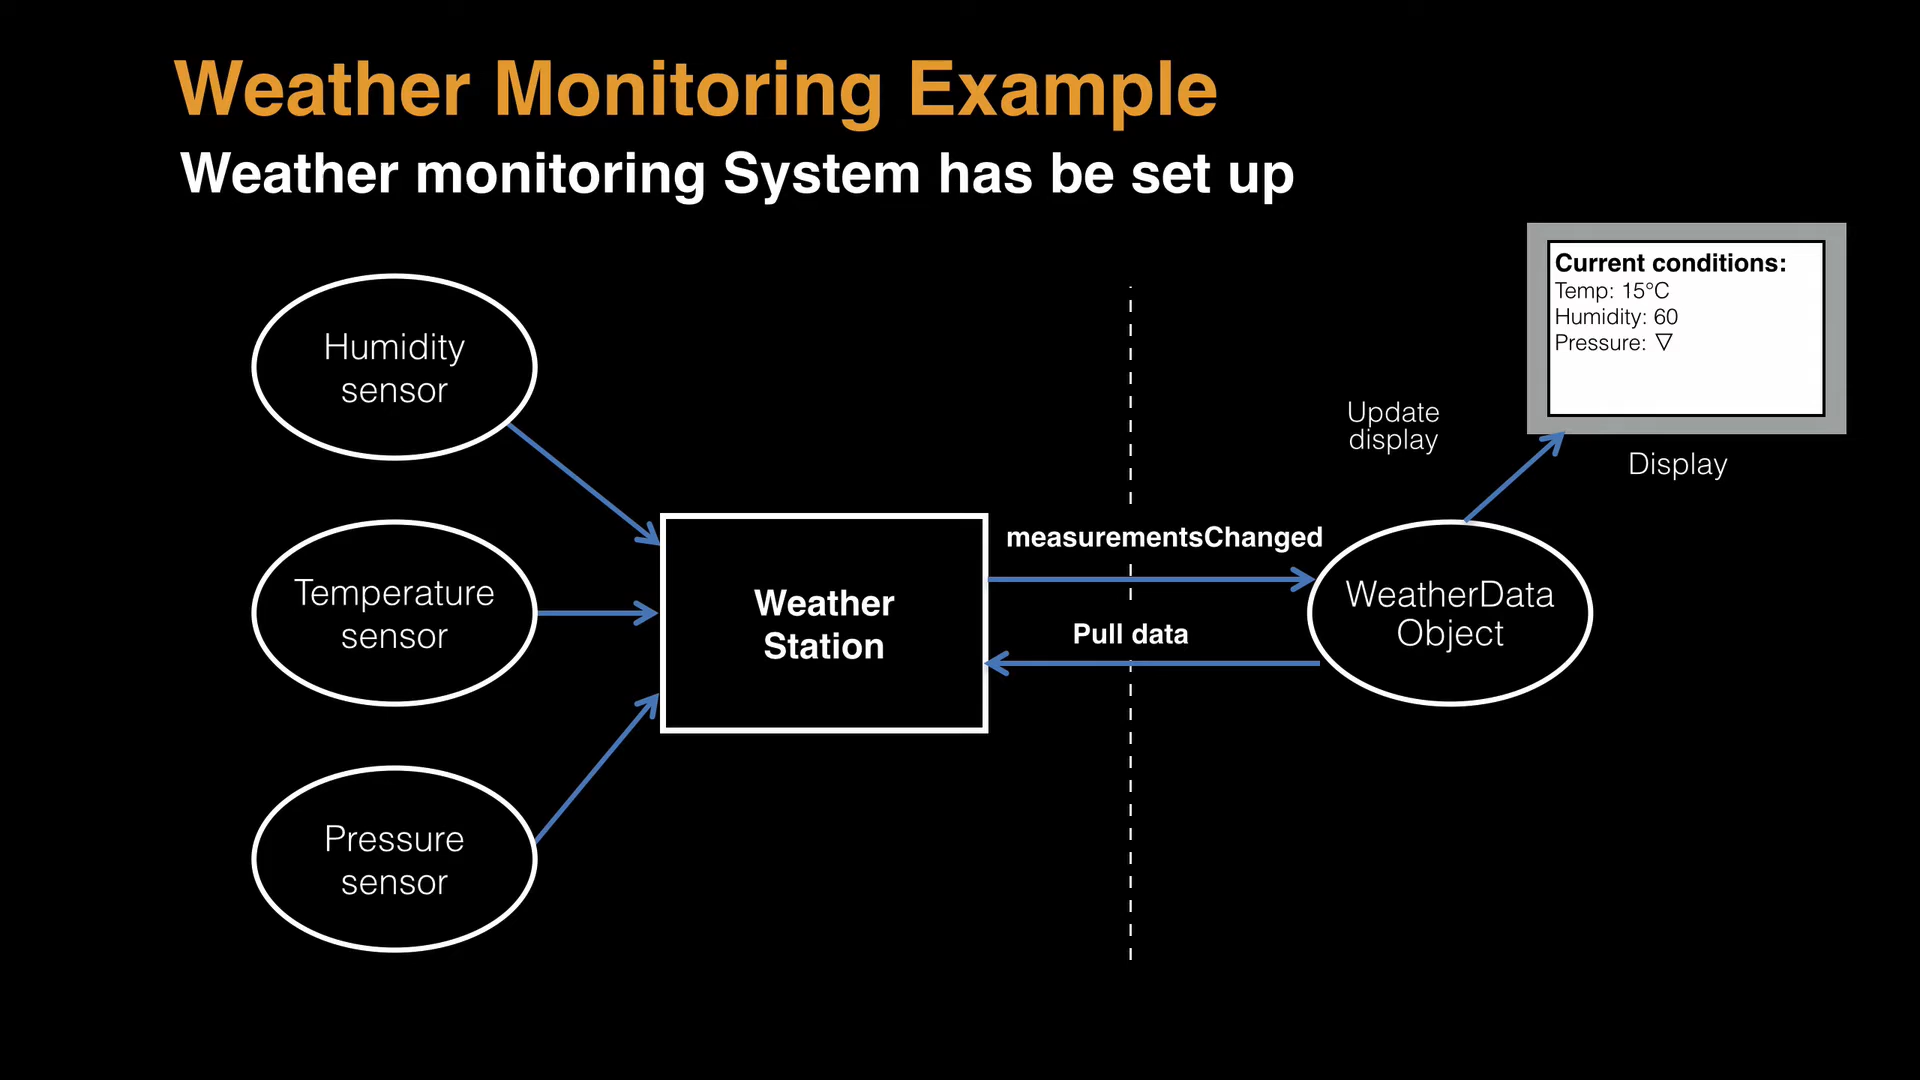 Weather Monitoring Example
Weather monitoring System has be set up
Current conditions:
Temp: 15°C
Humidity: 60
Pressure: ▽
Display
Update
display
Humidity
sensor
Temperature
sensor
Pressure
sensor
Weather
Station
measurementsChanged
Pull data
WeatherData
Object